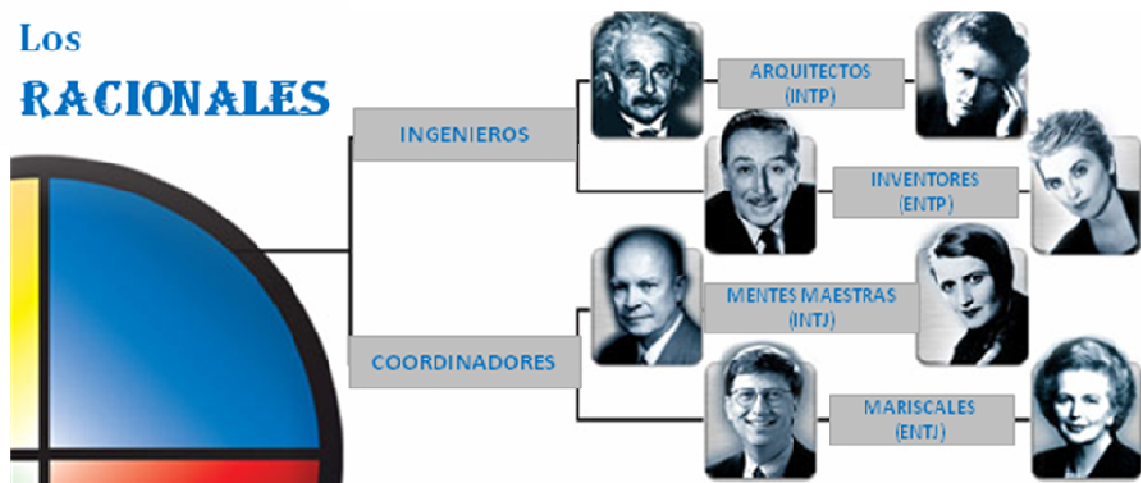 Los
RACIONALES
INGENIEROS
ARQUITECTOS
(INTP)
INVENTORES
(ENTP)
COORDINADORES
MENTES MAESTRAS
(INTJ)
MARISCALES
(ENTJ)